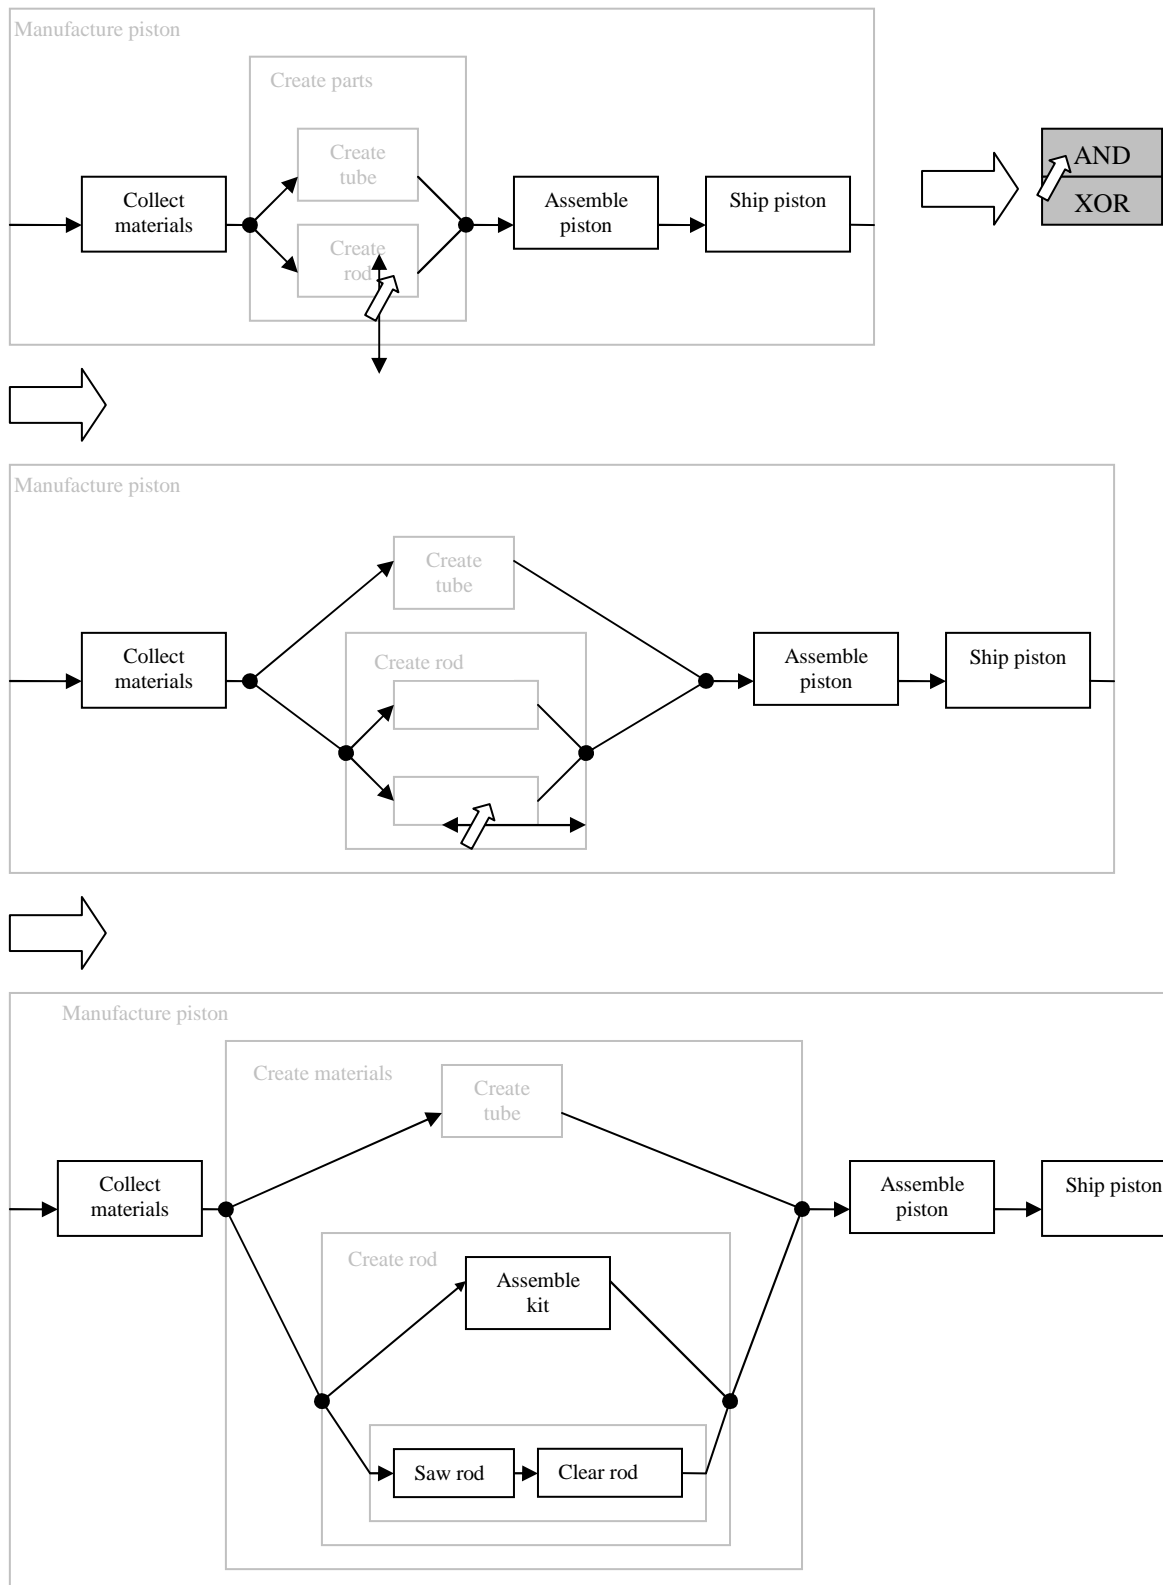 Manufacture piston
Create parts
Create
tube
Collect
materials
Create
rod
Assemble
piston
Ship piston
AND
XOR
Manufacture piston
Create
tube
Collect
materials
Create rod
Assemble
piston
Ship piston
Manufacture piston
Create materials
Create
tube
Collect
materials
Assemble
piston
Ship piston
Create rod
Assemble
kit
Saw rod
Clear rod